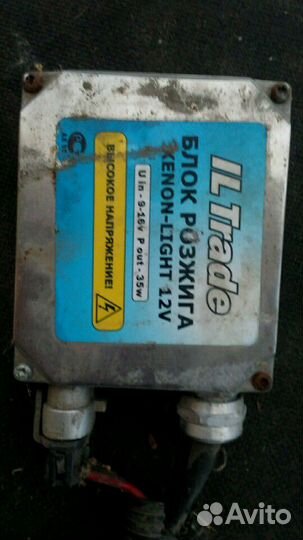 IL Trade
БЛОК РОЗЖИГА
XENON-LIGHT 12V
U in - 9-16v P out - 35w
ВЫСОКОЕ НАПРЯЖЕНИЕ!
Avito